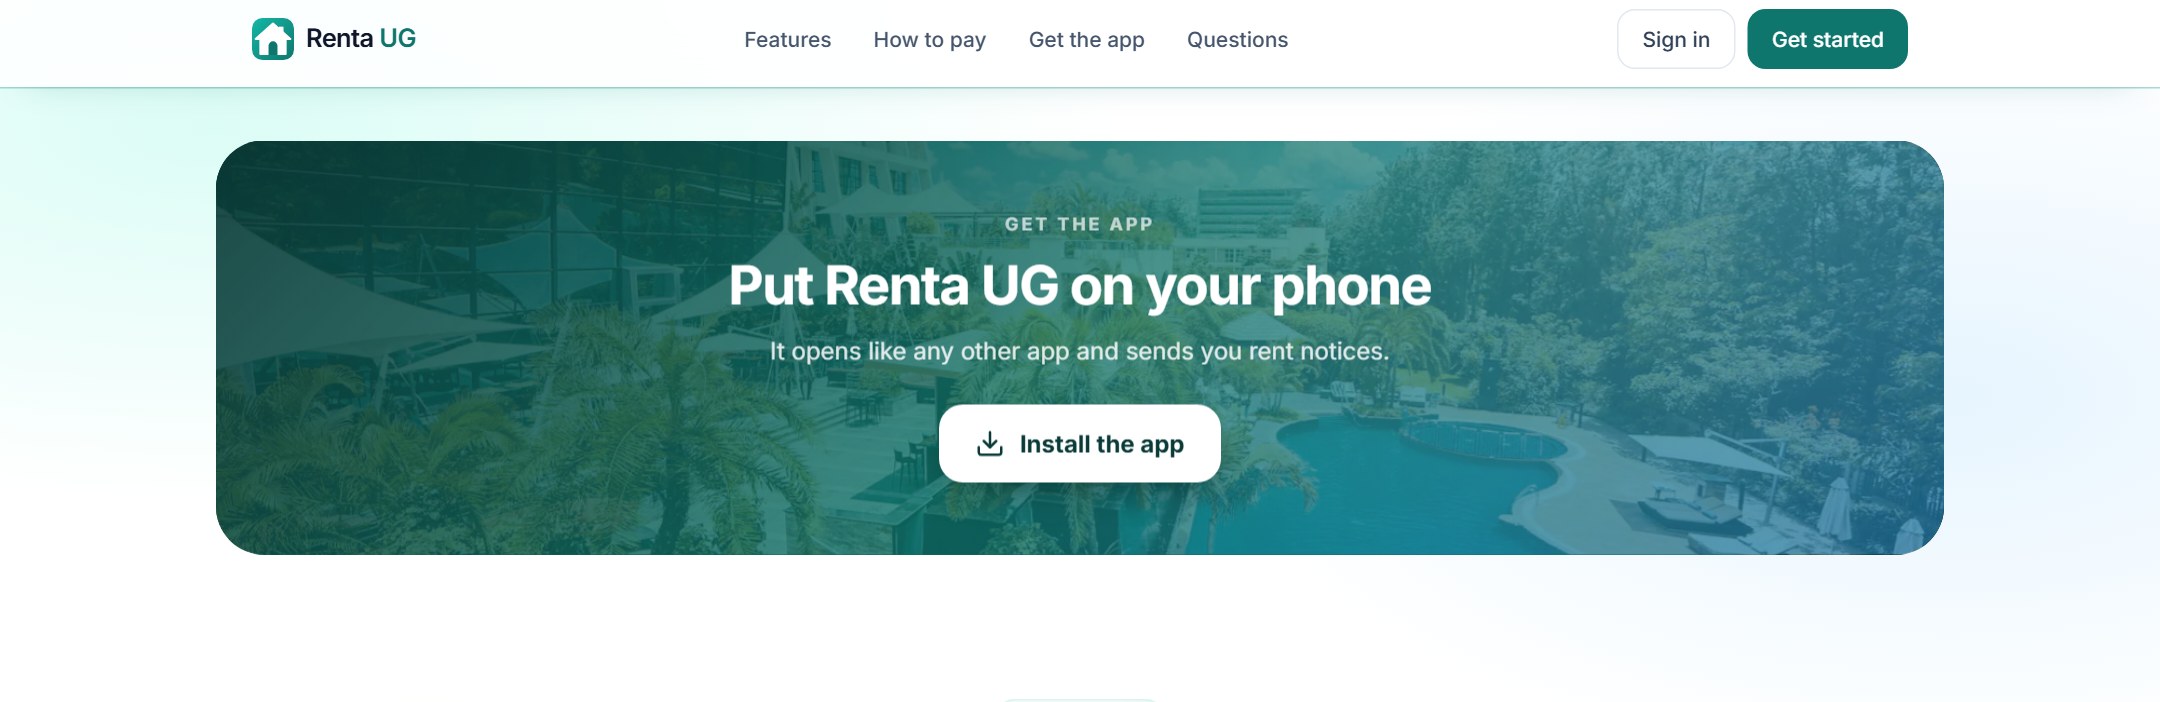 Renta UG
Features
How to pay
Get the app
Questions
Sign in
Get started
GET THE APP
Put Renta UG on your phone
It opens like any other app and sends you rent notices.
Install the app